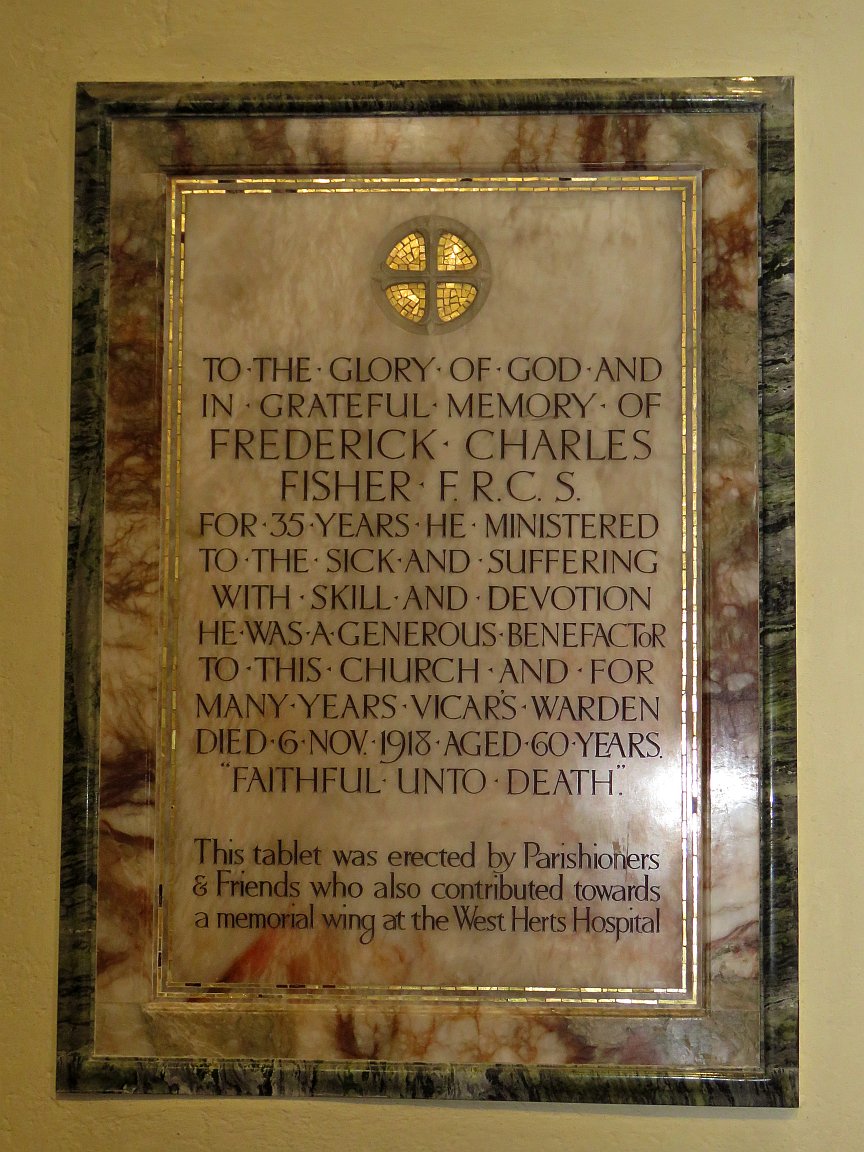 TO·THE·GLORY·OF·GOD·AND
IN·GRATEFUL·MEMORY·OF
FREDERICK·CHARLES
FISHER·F.R.C.S.
FOR·35·YEARS·HE·MINISTERED
TO·THE·SICK·AND·SUFFERING
WITH·SKILL·AND·DEVOTION
HE·WAS·A·GENEROUS·BENEFACToR
TO·THIS·CHURCH·AND·FOR
MANY·YEARS·VICAR'S·WARDEN
DIED·6·NOV.·1918·AGED·60·YEARS.
"FAITHFUL·UNTO·DEATH."
This tablet was erected by Parishioners
& Friends who also contributed towards
a memorial wing at the West Herts Hospital